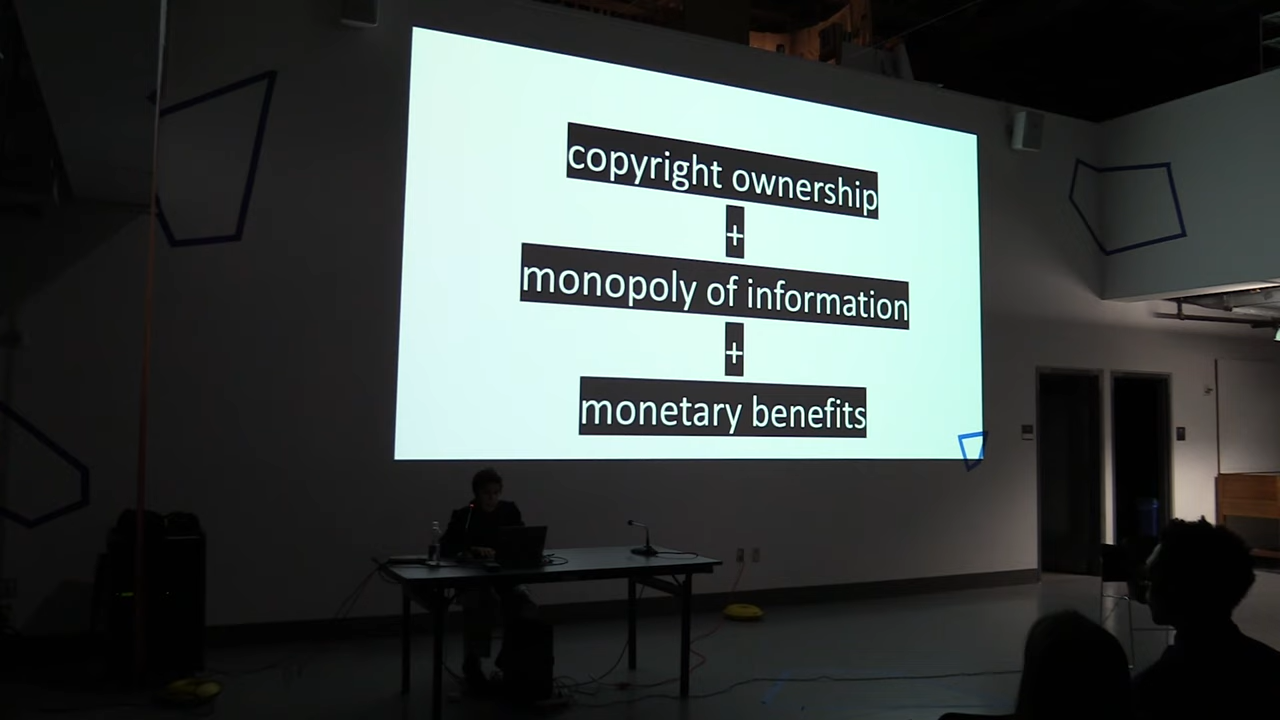 copyright ownership
+
monopoly of information
+
monetary benefits